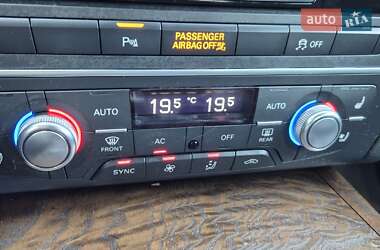 auto RIA
PASSENGER
AIRBAG OFF
OFF
AUTO
19.5 °C 19.5
AUTO
FRONT
AC
OFF
REAR
SYNC